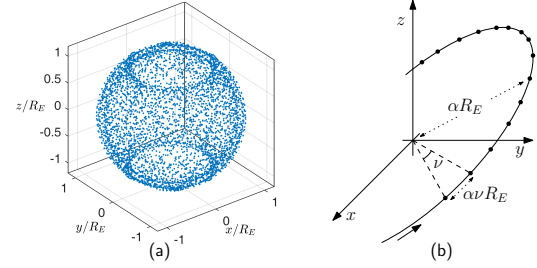 1
0.5
0
-0.5
-1
z/R_E
1
0
-1
y/R_E
-1
0
1
x/R_E
(a)
z
αR_E
y
ν
ανR_E
x
(b)